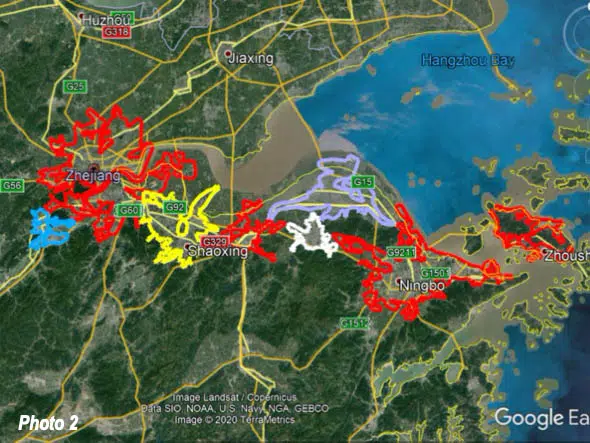 Huzhou
G318
Jiaxing
Hangzhou Bay
G25
Zhejiang
G56
G15
G60
G92
G329
Shaoxing
G9211
Zhoush
G1501
Ningbo
G1512
Image Landsat / Copernicus
Data SIO, NOAA, U.S. Navy, NGA, GEBCO
Image © 2020 TerraMetrics
Google Ea
Photo 2